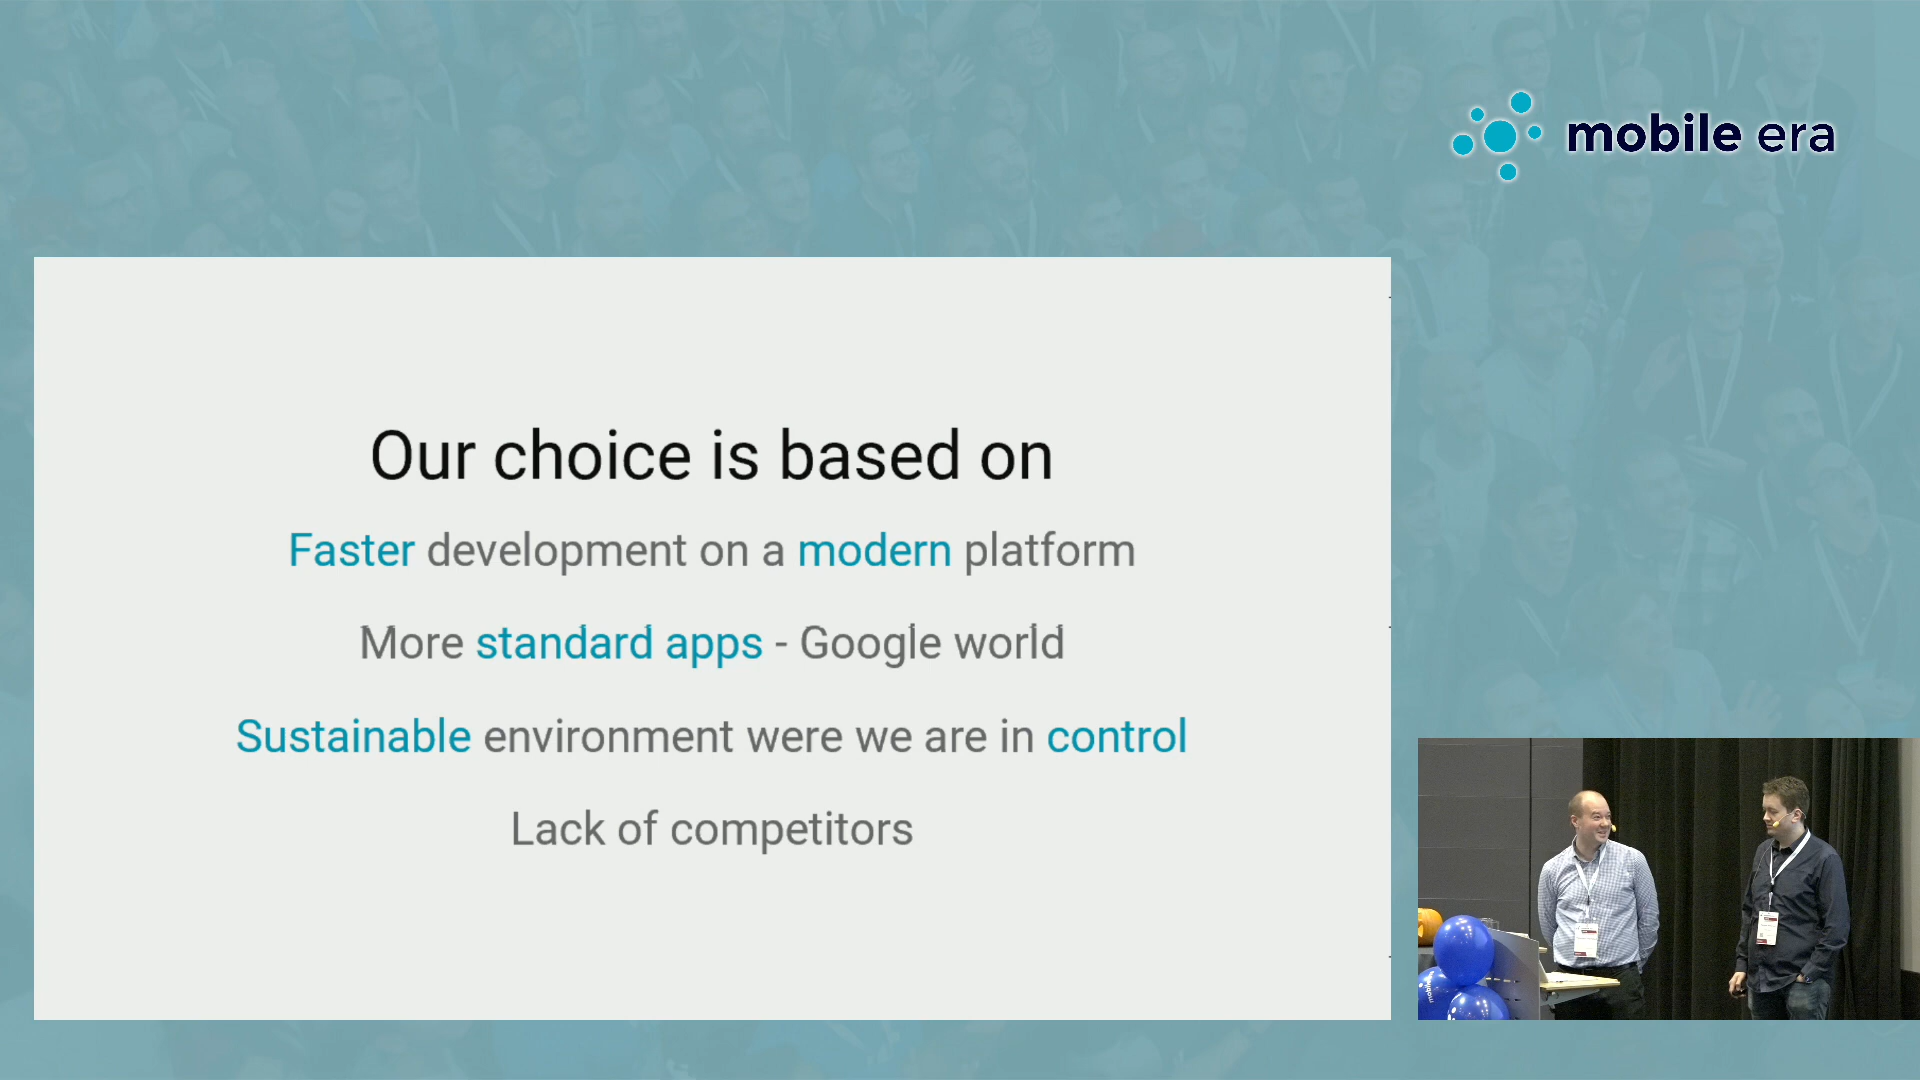 mobile era
Our choice is based on
Faster development on a modern platform
More standard apps - Google world
Sustainable environment were we are in control
Lack of competitors